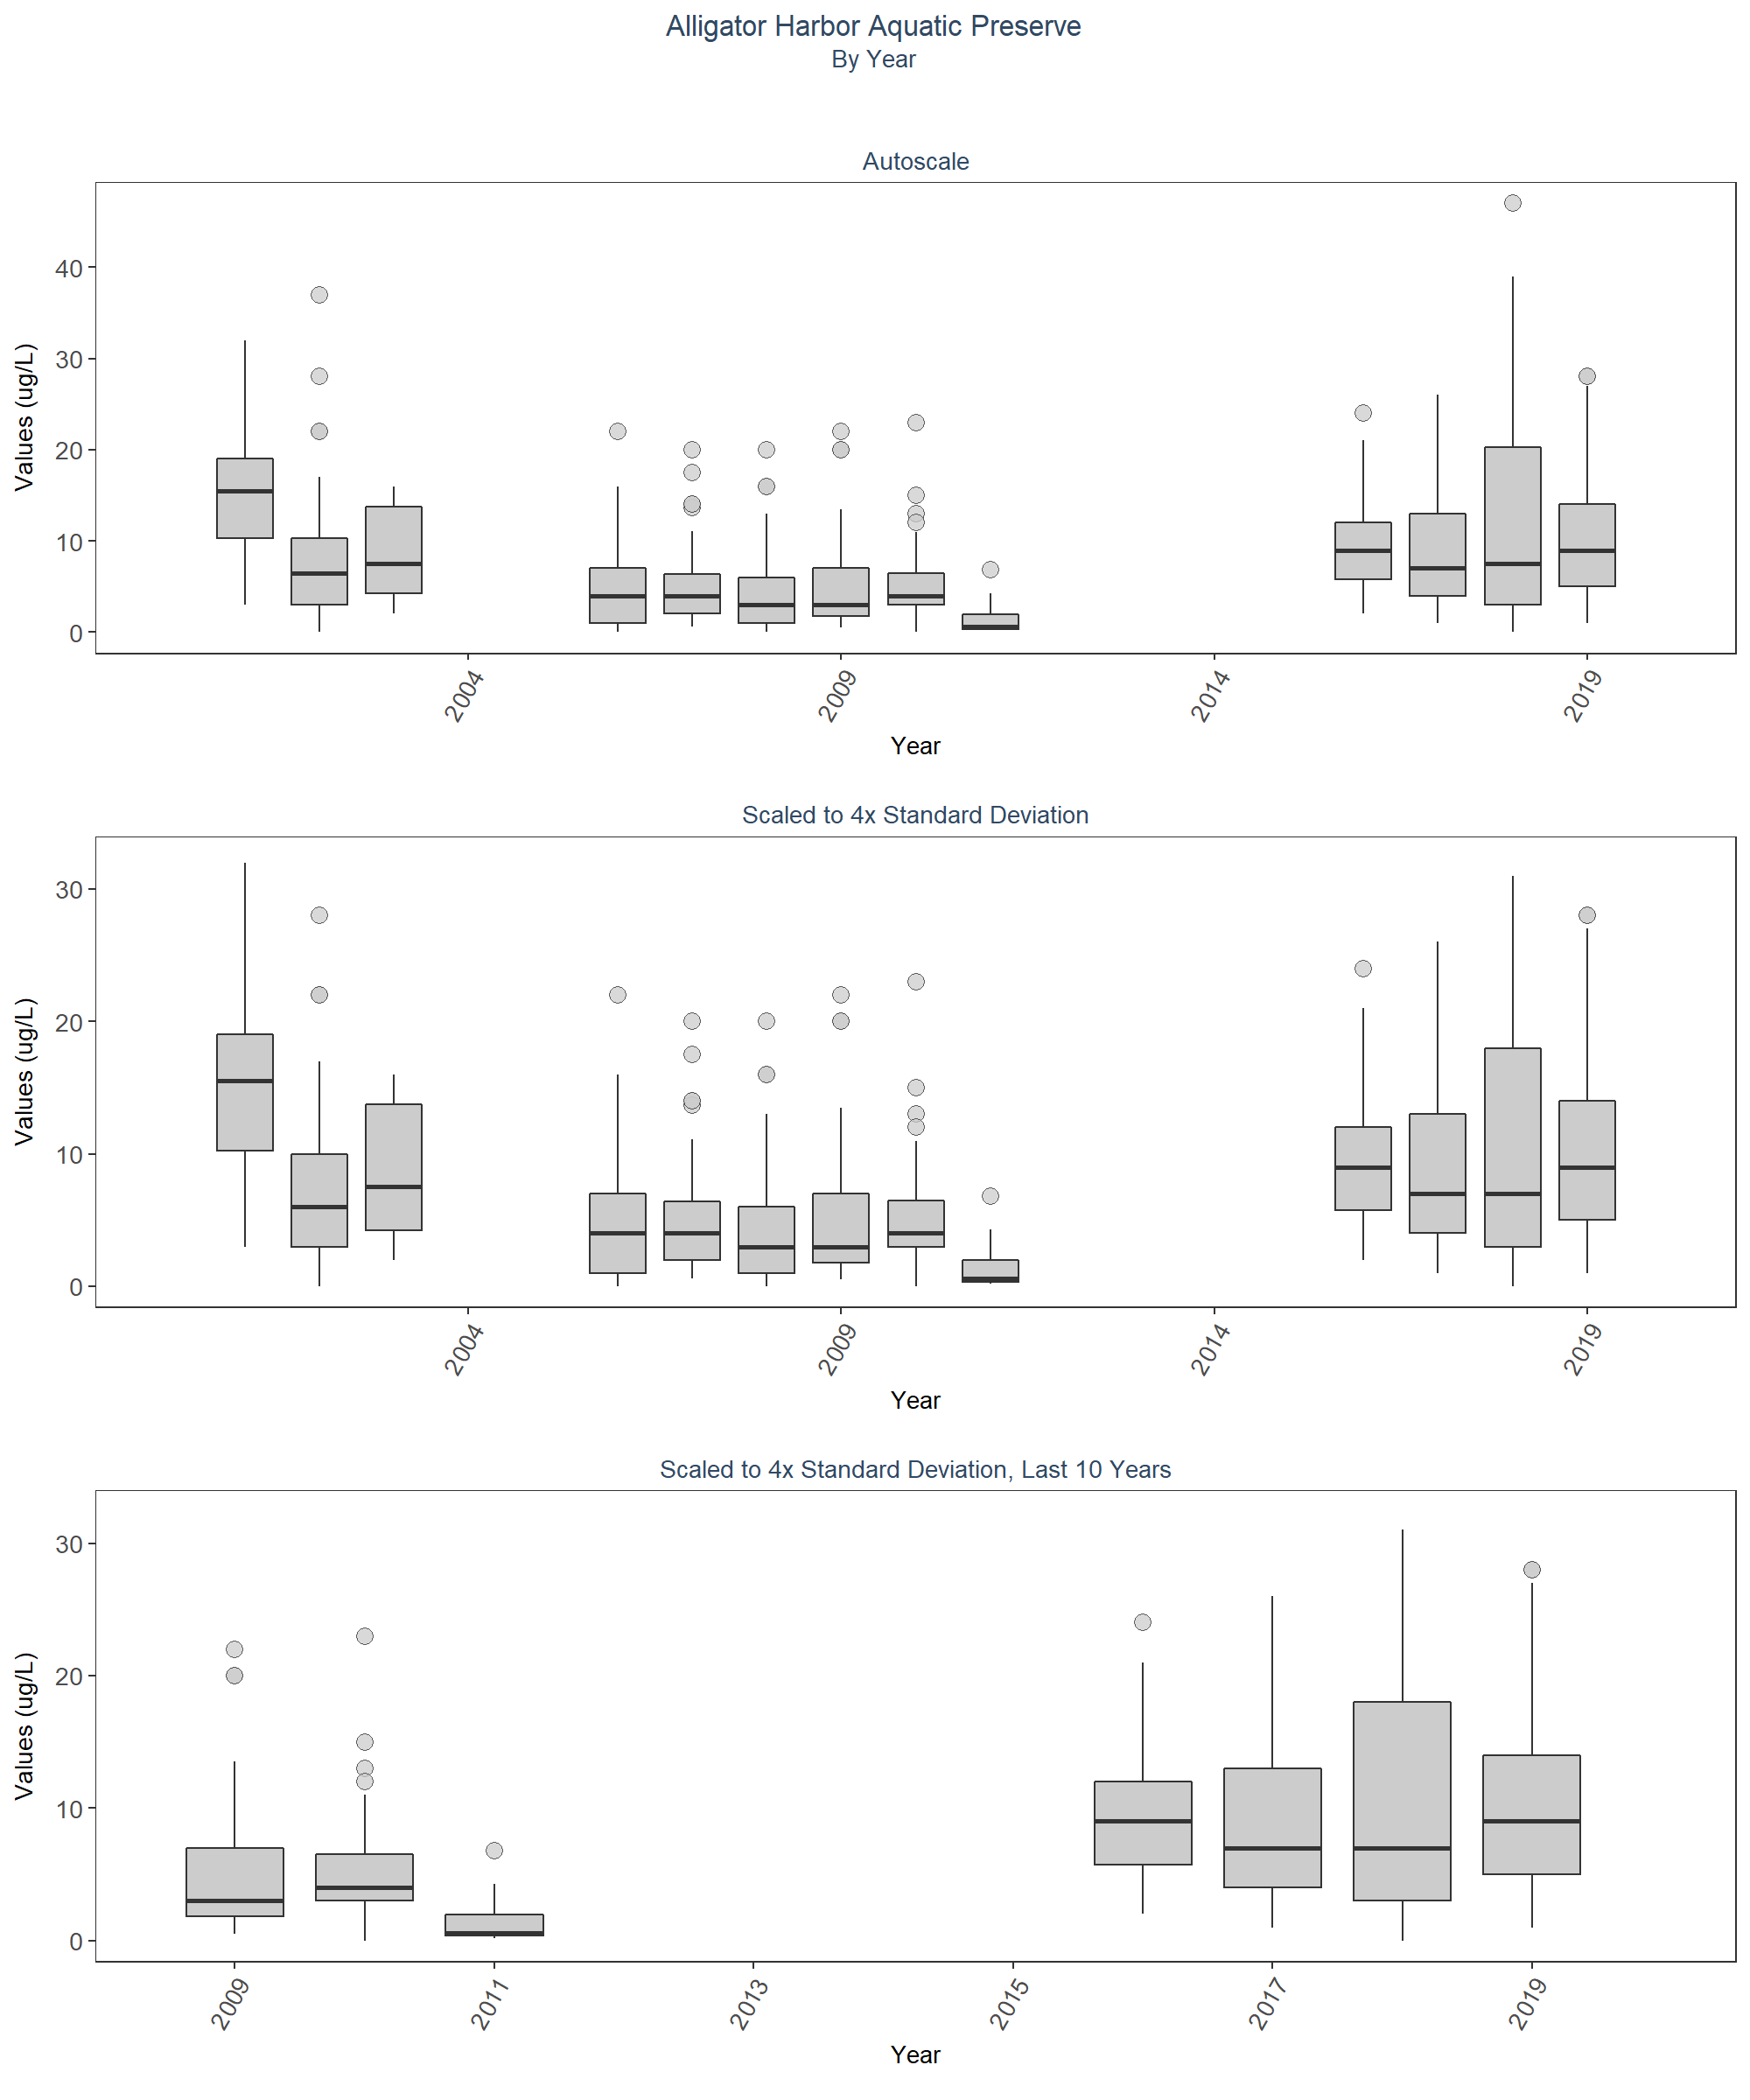 Alligator Harbor Aquatic Preserve
By Year
Autoscale
Values (ug/L)
40
30
20
10
0
2004
2009
2014
2019
Year
Scaled to 4x Standard Deviation
Values (ug/L)
30
20
10
0
2004
2009
2014
2019
Year
Scaled to 4x Standard Deviation, Last 10 Years
Values (ug/L)
30
20
10
0
2009
2011
2013
2015
2017
2019
Year